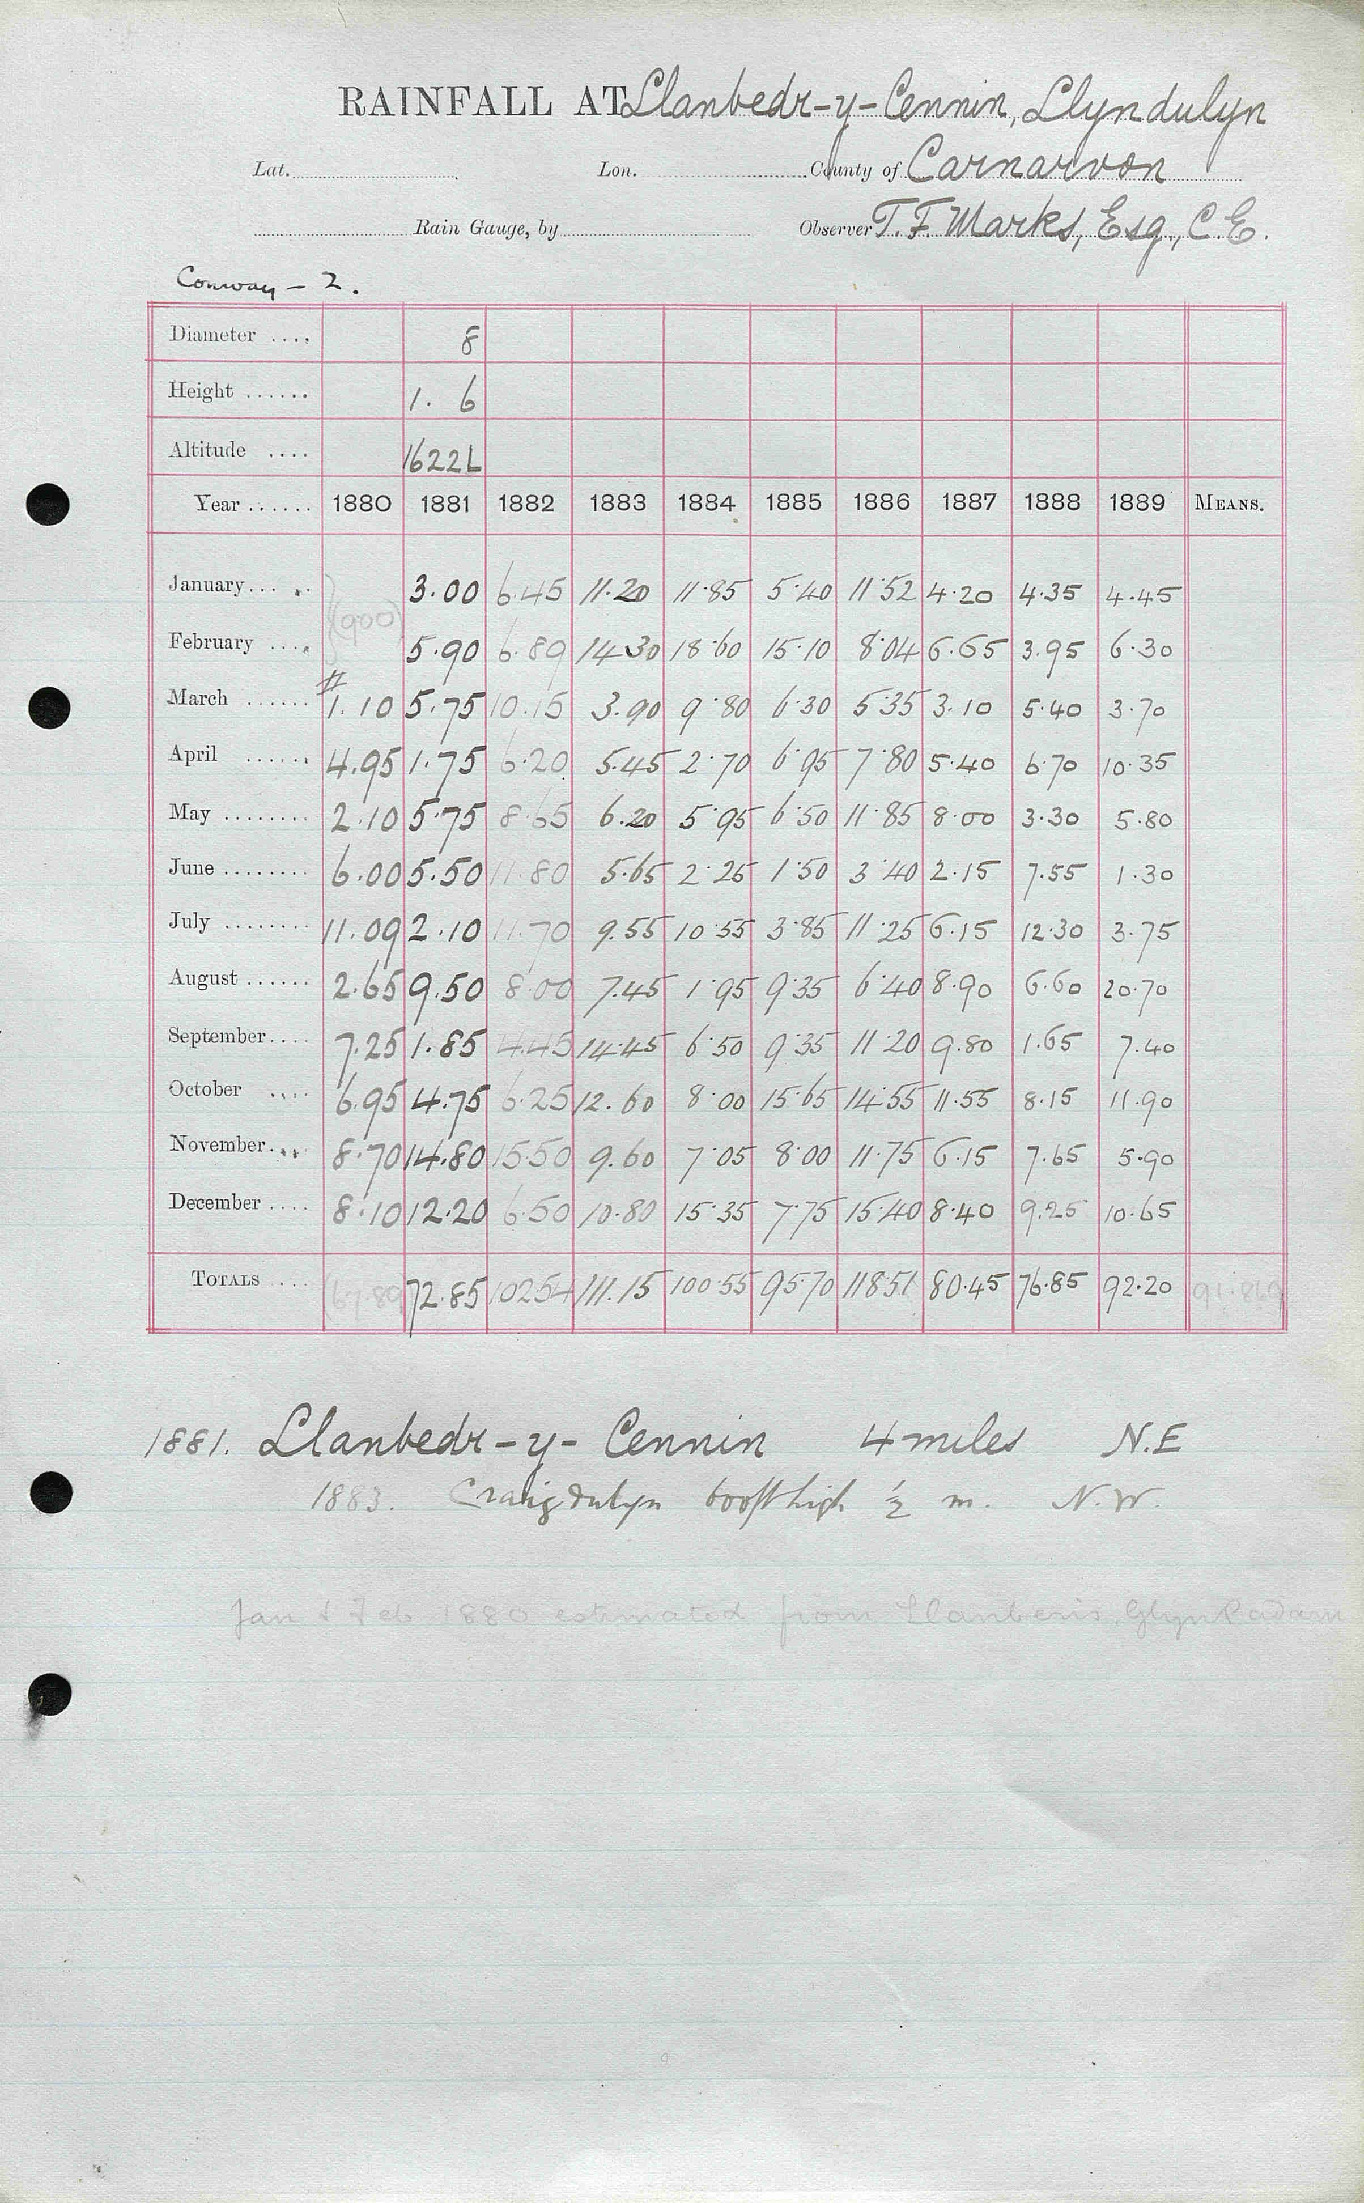 RAINFALL AT Llanbedr-y-Cennin, Llyn dulyn
Lat. Lon. County of Carnarvon
Rain Gauge, by Observer T. F. Marks, Esq., C.E.
Conway - 2.
Diameter .... 8
Height ...... 1. 6
Altitude .... 1622L
Year ...... 1880 1881 1882 1883 1884 1885 1886 1887 1888 1889 MEANS.
January.... (900) 3.00 6.45 11.20 11.85 5.40 11.52 4.20 4.35 4.45
February .... 5.90 6.89 14.30 18.60 15.10 8.04 6.65 3.95 6.30
March ...... 1.10 5.75 10.15 3.90 9.80 6.30 5.35 3.10 5.40 3.70
April ...... 4.95 1.75 6.20 5.45 2.70 6.95 7.80 5.40 6.70 10.35
May ........ 2.10 5.75 8.65 6.20 5.95 6.50 11.85 8.00 3.30 5.80
June ........ 6.00 5.50 11.80 5.65 2.25 1.50 3.40 2.15 7.55 1.30
July ........ 11.09 2.10 11.70 9.55 10.55 3.85 11.25 6.15 12.30 3.75
August ...... 2.65 9.50 8.00 7.45 1.95 9.35 6.40 8.90 6.60 20.70
September.... 7.25 1.85 4.45 14.45 6.50 9.35 11.20 9.80 1.65 7.40
October .... 6.95 4.75 6.25 12.60 8.00 15.65 14.55 11.55 8.15 11.90
November.... 8.70 14.80 15.50 9.60 7.05 8.00 11.75 6.15 7.65 5.90
December .... 8.10 12.20 6.50 10.80 15.35 7.75 15.40 8.40 9.25 10.65
TOTALS .... (67.89) 72.85 102.54 111.15 100.55 95.70 118.51 80.45 76.85 92.20 91.869
1881. Llanbedr-y-Cennin 4 miles N.E
1883. Craig dulyn 600ft high ½ m. N.W.
Jan & Feb 1880 estimated from Llanberis Glyn Padarn